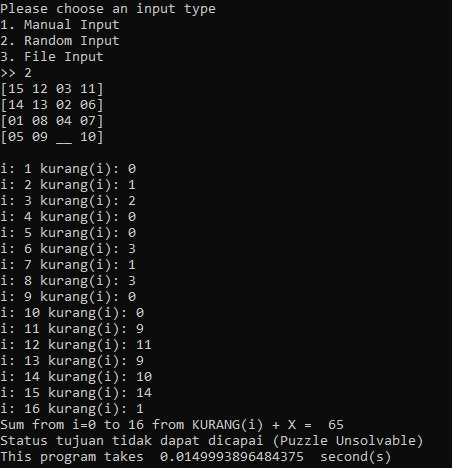 Please choose an input type
1. Manual Input
2. Random Input
3. File Input
>> 2
[15 12 03 11]
[14 13 02 06]
[01 08 04 07]
[05 09 __ 10]
i: 1 kurang(i): 0
i: 2 kurang(i): 1
i: 3 kurang(i): 2
i: 4 kurang(i): 0
i: 5 kurang(i): 0
i: 6 kurang(i): 3
i: 7 kurang(i): 1
i: 8 kurang(i): 3
i: 9 kurang(i): 0
i: 10 kurang(i): 0
i: 11 kurang(i): 9
i: 12 kurang(i): 11
i: 13 kurang(i): 9
i: 14 kurang(i): 10
i: 15 kurang(i): 14
i: 16 kurang(i): 1
Sum from i=0 to 16 from KURANG(i) + X =  65
Status tujuan tidak dapat dicapai (Puzzle Unsolvable)
This program takes  0.0149993896484375  second(s)